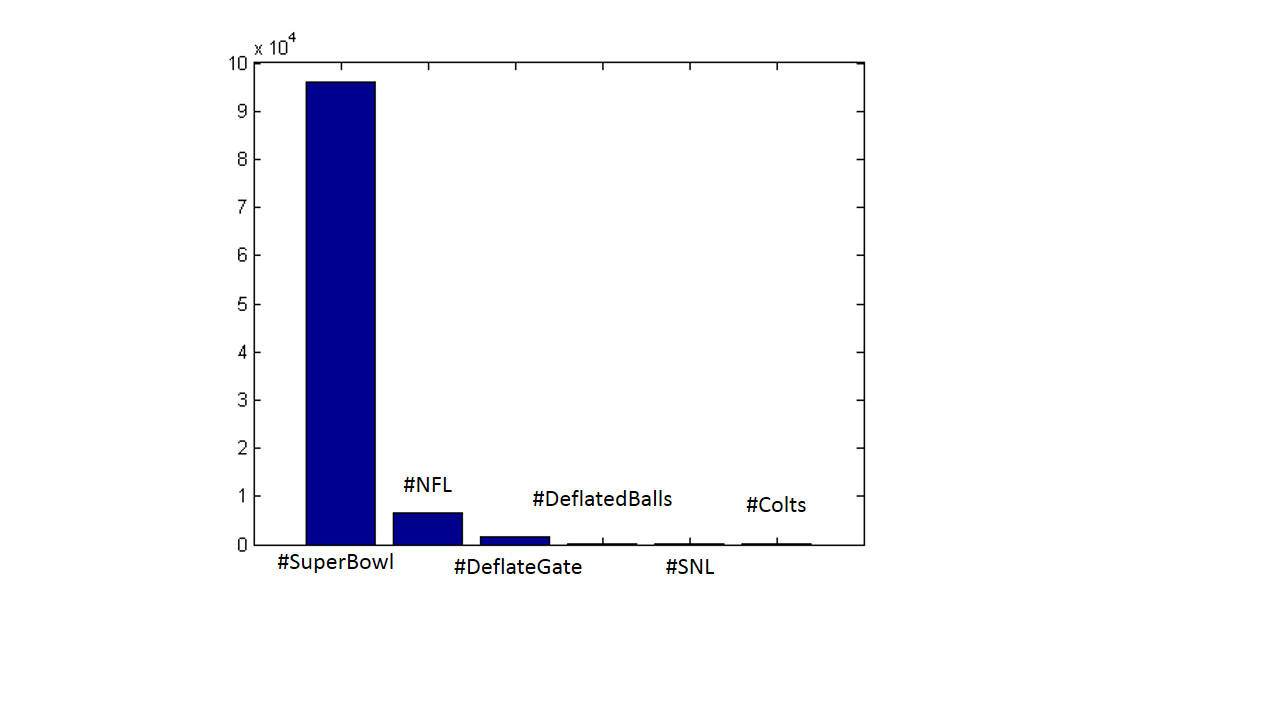 x 10^4
10
9
8
7
6
5
4
3
2
1
0
#NFL
#DeflatedBalls
#Colts
#SuperBowl
#DeflateGate
#SNL